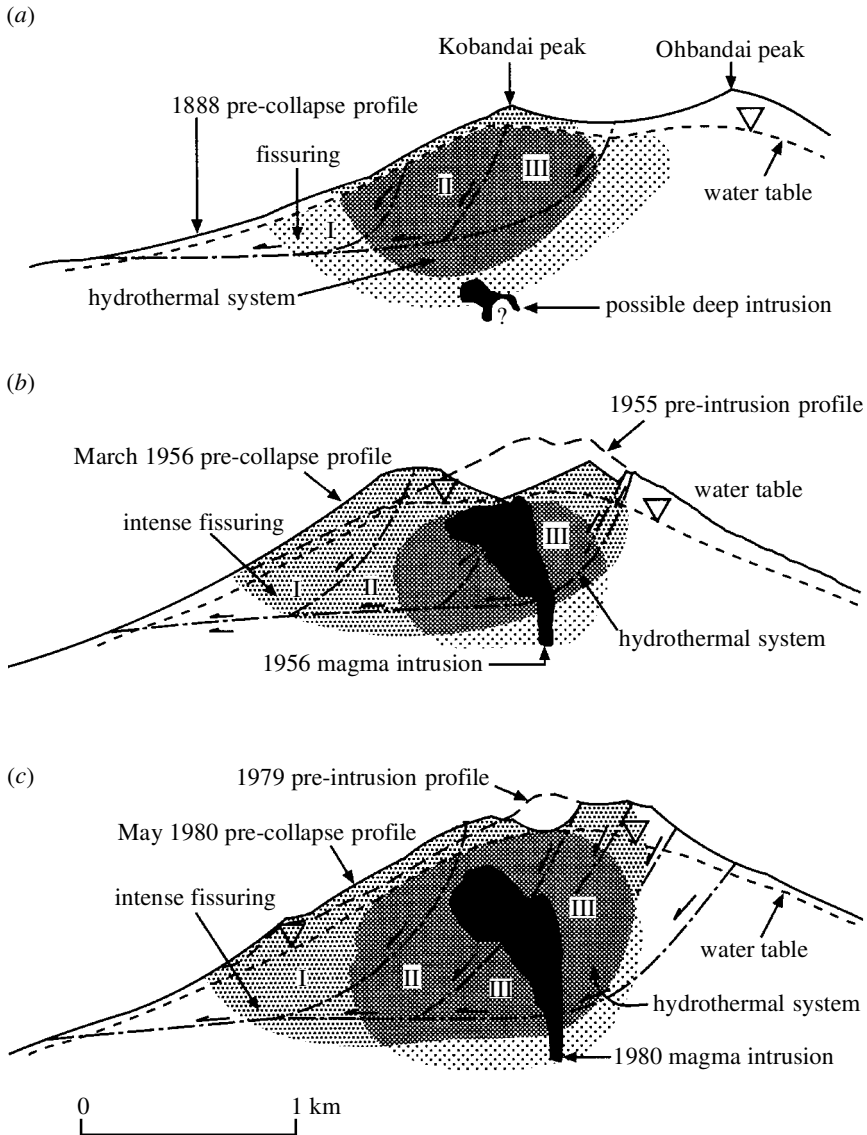 (a)
Kobandai peak
Ohbandai peak
1888 pre-collapse profile
fissuring
III
II
water table
I
hydrothermal system
possible deep intrusion
?
(b)
1955 pre-intrusion profile
March 1956 pre-collapse profile
water table
intense fissuring
III
I
II
hydrothermal system
1956 magma intrusion
(c)
1979 pre-intrusion profile
May 1980 pre-collapse profile
intense fissuring
III
water table
I
II
III
hydrothermal system
1980 magma intrusion
0
1 km